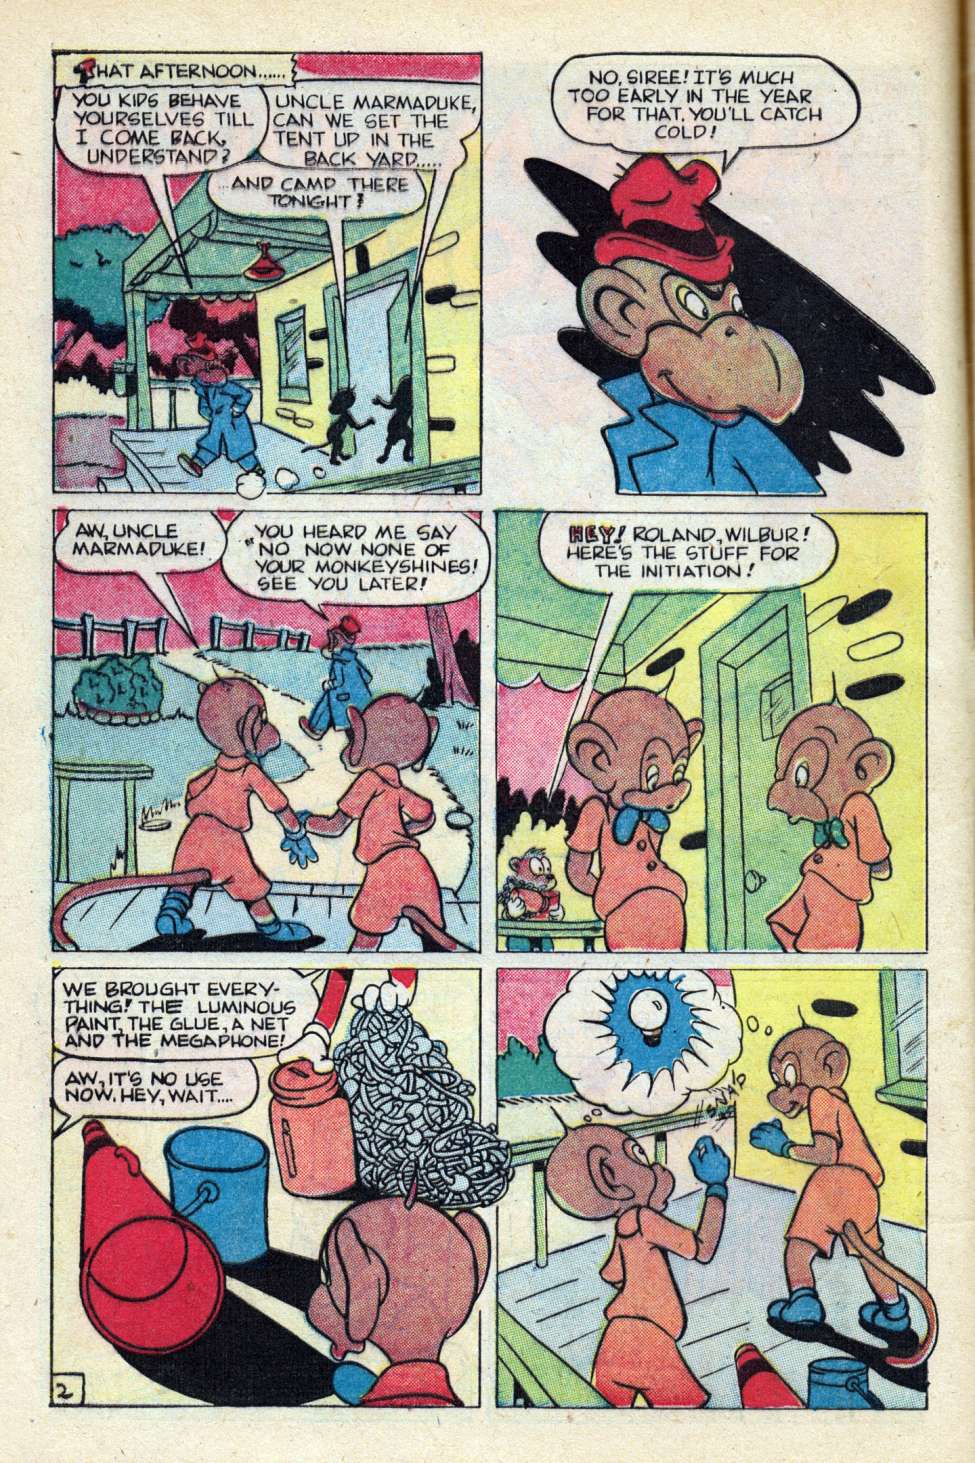 THAT AFTERNOON......
YOU KIDS BEHAVE
YOURSELVES TILL
I COME BACK,
UNDERSTAND?
UNCLE MARMADUKE,
CAN WE SET THE
TENT UP IN THE
BACK YARD.....
...AND CAMP THERE
TONIGHT?
NO, SIREE! IT'S MUCH
TOO EARLY IN THE YEAR
FOR THAT. YOU'LL CATCH
COLD!
AW, UNCLE
MARMADUKE!
YOU HEARD ME SAY
NO NOW NONE OF
YOUR MONKEYSHINES!
SEE YOU LATER!
HEY! ROLAND, WILBUR!
HERE'S THE STUFF FOR
THE INITIATION!
WE BROUGHT EVERY-
THING! THE LUMINOUS
PAINT, THE GLUE, A NET
AND THE MEGAPHONE!
AW, IT'S NO USE
NOW. HEY, WAIT....
SNAP
2